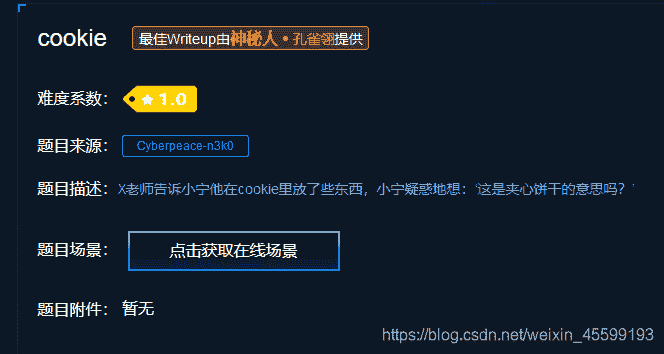 cookie 最佳Writeup由神秘人•孔雀翎提供
难度系数： 1.0
题目来源： Cyberpeace-n3k0
题目描述：X老师告诉小宁他在cookie里放了些东西，小宁疑惑地想：'这是夹心饼干的意思吗？'
题目场景： 点击获取在线场景
题目附件： 暂无
https://blog.csdn.net/weixin_45599193